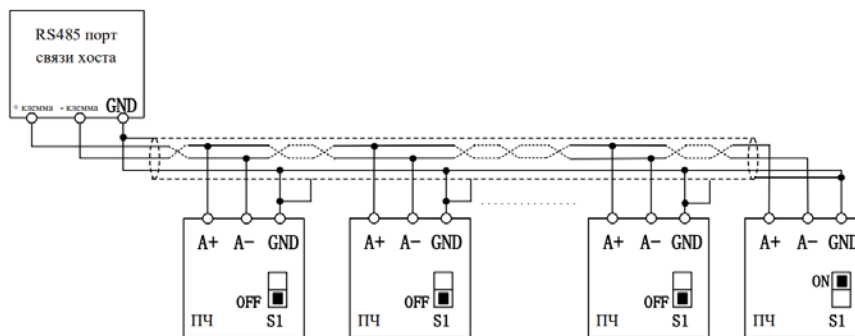 RS485 порт
связи хоста
+ клемма - клемма GND
A+ A- GND A+ A- GND A+ A- GND A+ A- GND
OFF OFF OFF ON
ПЧ S1 ПЧ S1 ПЧ S1 ПЧ S1